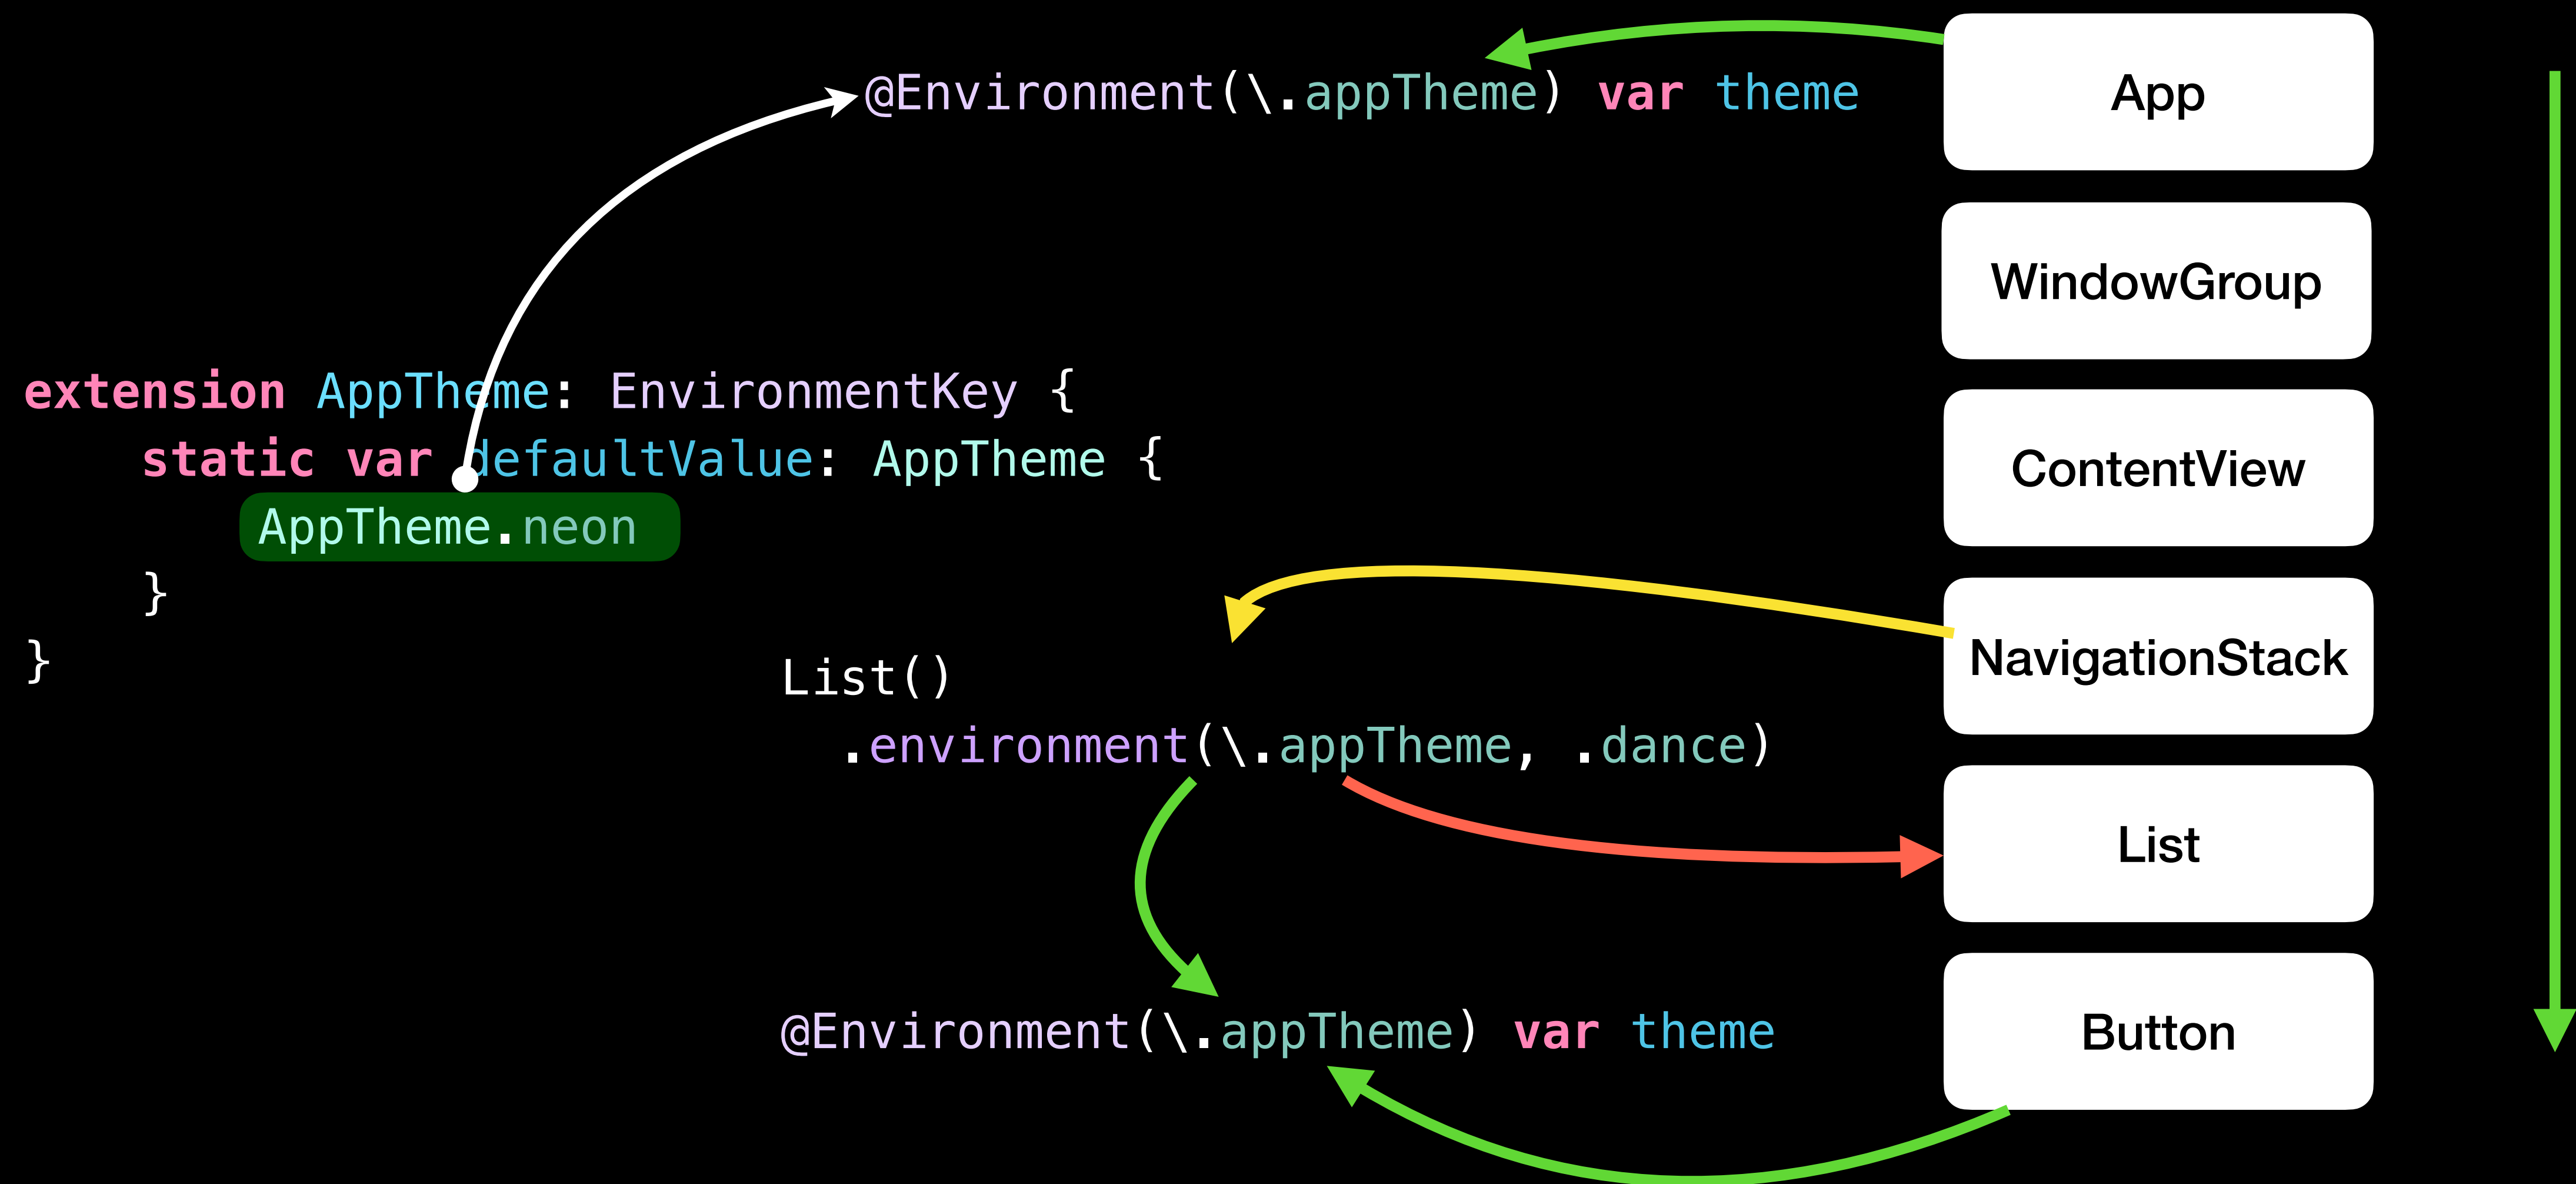 @Environment(\.appTheme) var theme
extension AppTheme: EnvironmentKey {
static var defaultValue: AppTheme {
AppTheme.neon
}
}
List()
.environment(\.appTheme, .dance)
@Environment(\.appTheme) var theme
App
WindowGroup
ContentView
NavigationStack
List
Button